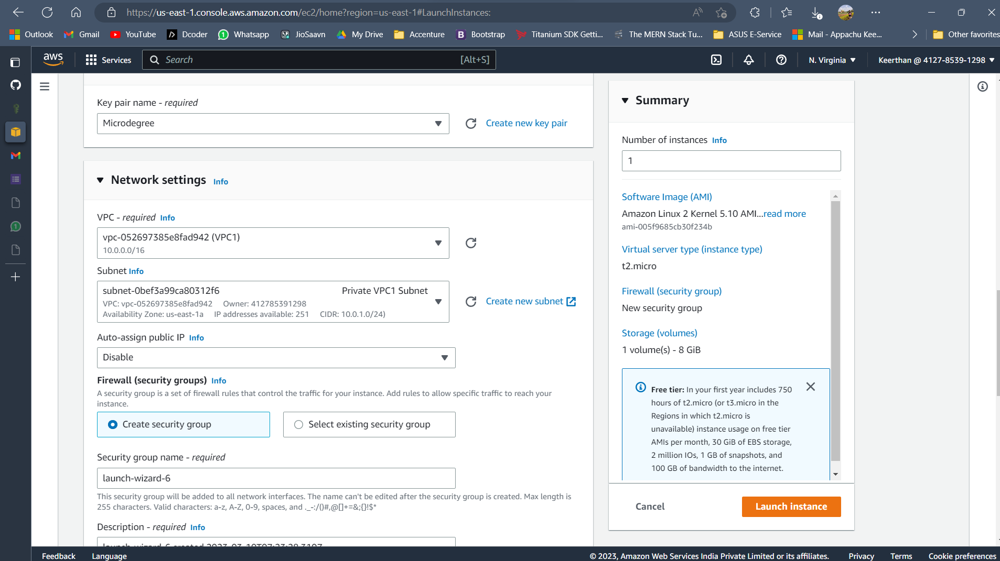 https://us-east-1.console.aws.amazon.com/ec2/home?region=us-east-1#LaunchInstances:
Outlook Gmail YouTube Dcoder Whatsapp JioSaavn My Drive Accenture Bootstrap Titanium SDK Getti... The MERN Stack Tu... ASUS E-Service Mail - Appachu Kee... Other favorites
aws Services Search [Alt+S] N. Virginia Keerthan @ 4127-8539-1298
Key pair name - required
Microdegree
Create new key pair
Network settings Info
VPC - required Info
vpc-052697385e8fad942 (VPC1)
10.0.0.0/16
Subnet Info
subnet-0bef3a99ca80312f6 Private VPC1 Subnet
VPC: vpc-052697385e8fad942 Owner: 412785391298
Availability Zone: us-east-1a IP addresses available: 251 CIDR: 10.0.1.0/24)
Create new subnet
Auto-assign public IP Info
Disable
Firewall (security groups) Info
A security group is a set of firewall rules that control the traffic for your instance. Add rules to allow specific traffic to reach your
instance.
Create security group
Select existing security group
Security group name - required
launch-wizard-6
This security group will be added to all network interfaces. The name can't be edited after the security group is created. Max length is
255 characters. Valid characters: a-z, A-Z, 0-9, spaces, and ._-:/()#,@[]+=&;{}!$*
Description - required Info
Summary
Number of instances Info
1
Software Image (AMI)
Amazon Linux 2 Kernel 5.10 AMI...read more
ami-005f9685cb30f234b
Virtual server type (instance type)
t2.micro
Firewall (security group)
New security group
Storage (volumes)
1 volume(s) - 8 GiB
Free tier: In your first year includes 750
hours of t2.micro (or t3.micro in the
Regions in which t2.micro is
unavailable) instance usage on free tier
AMIs per month, 30 GiB of EBS storage,
2 million IOs, 1 GB of snapshots, and
100 GB of bandwidth to the internet.
Cancel
Launch instance
Feedback Language © 2023, Amazon Web Services India Private Limited or its affiliates. Privacy Terms Cookie preferences